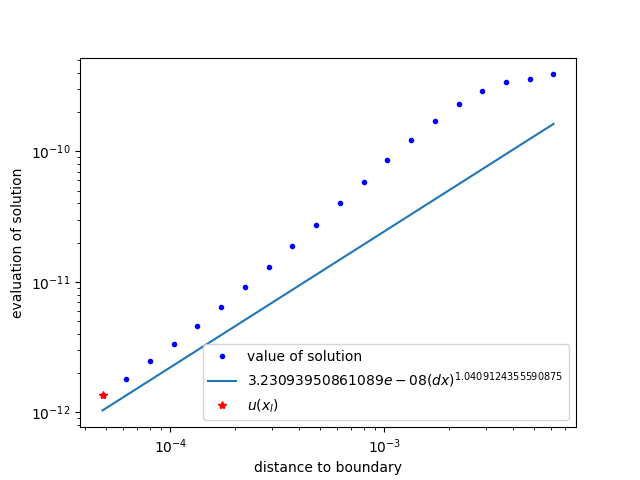 evaluation of solution
10^{-10}
10^{-11}
10^{-12}
value of solution
3.23093950861089e − 08(dx)^{1.0409124355590875}
u(x_l)
10^{-4}
10^{-3}
distance to boundary